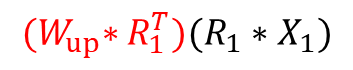 (W_up * R_1^T)(R_1 * X_1)